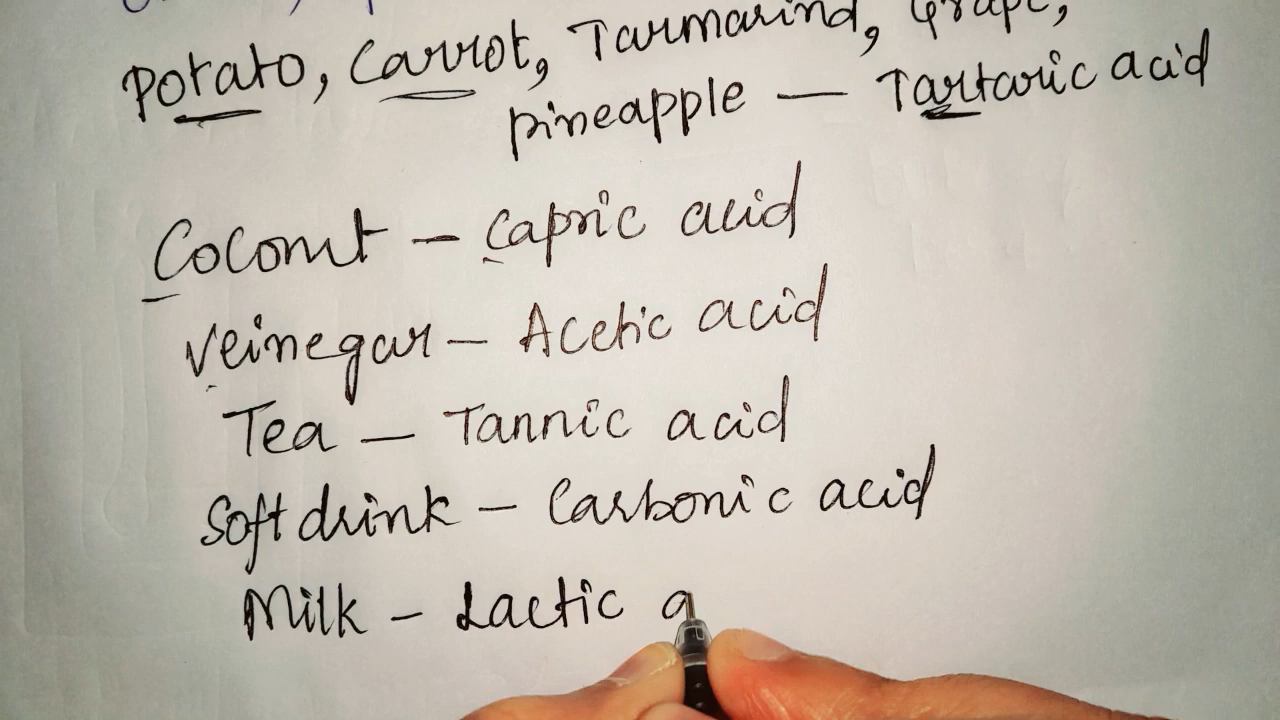 Potato, Carrot, Tarmarind, Grape,
pineapple — Tartaric acid
Coconut — Capric acid
Veinegar — Acetic acid
Tea — Tannic acid
Soft drink — Carbonic acid
Milk — Lactic a